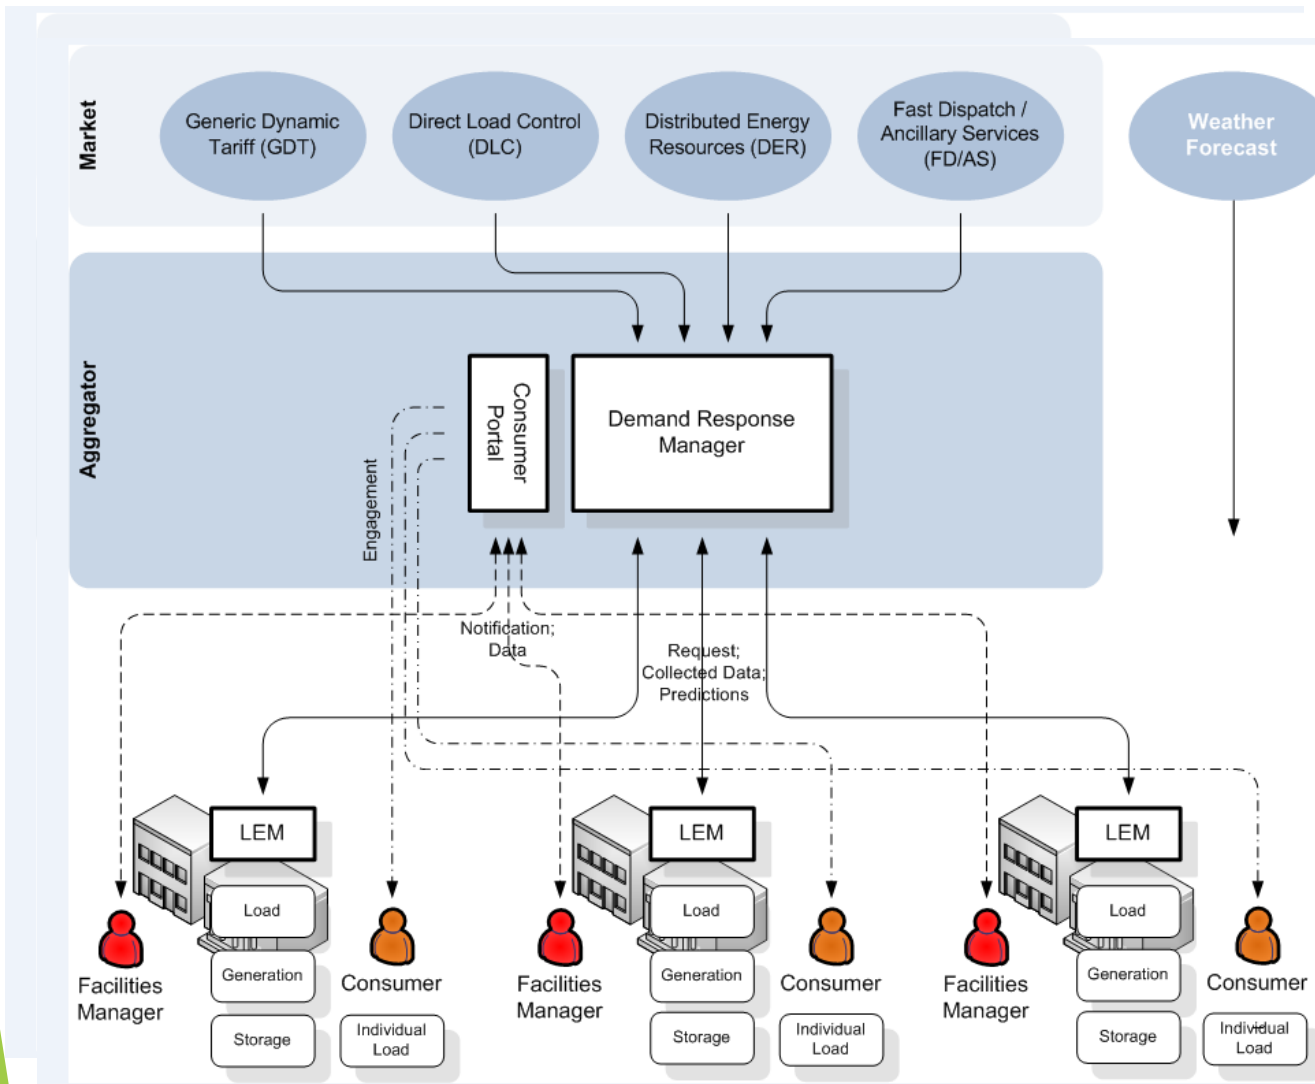 Market
Generic Dynamic
Tariff (GDT)
Direct Load Control
(DLC)
Distributed Energy
Resources (DER)
Fast Dispatch /
Ancillary Services
(FD/AS)
Weather
Forecast
Aggregator
Consumer
Portal
Demand Response
Manager
Engagement
Notification;
Data
Request;
Collected Data;
Predictions
LEM
Load
Generation
Storage
Facilities
Manager
Consumer
Individual
Load
LEM
Load
Generation
Storage
Facilities
Manager
Consumer
Individual
Load
LEM
Load
Generation
Storage
Facilities
Manager
Consumer
Individual
Load